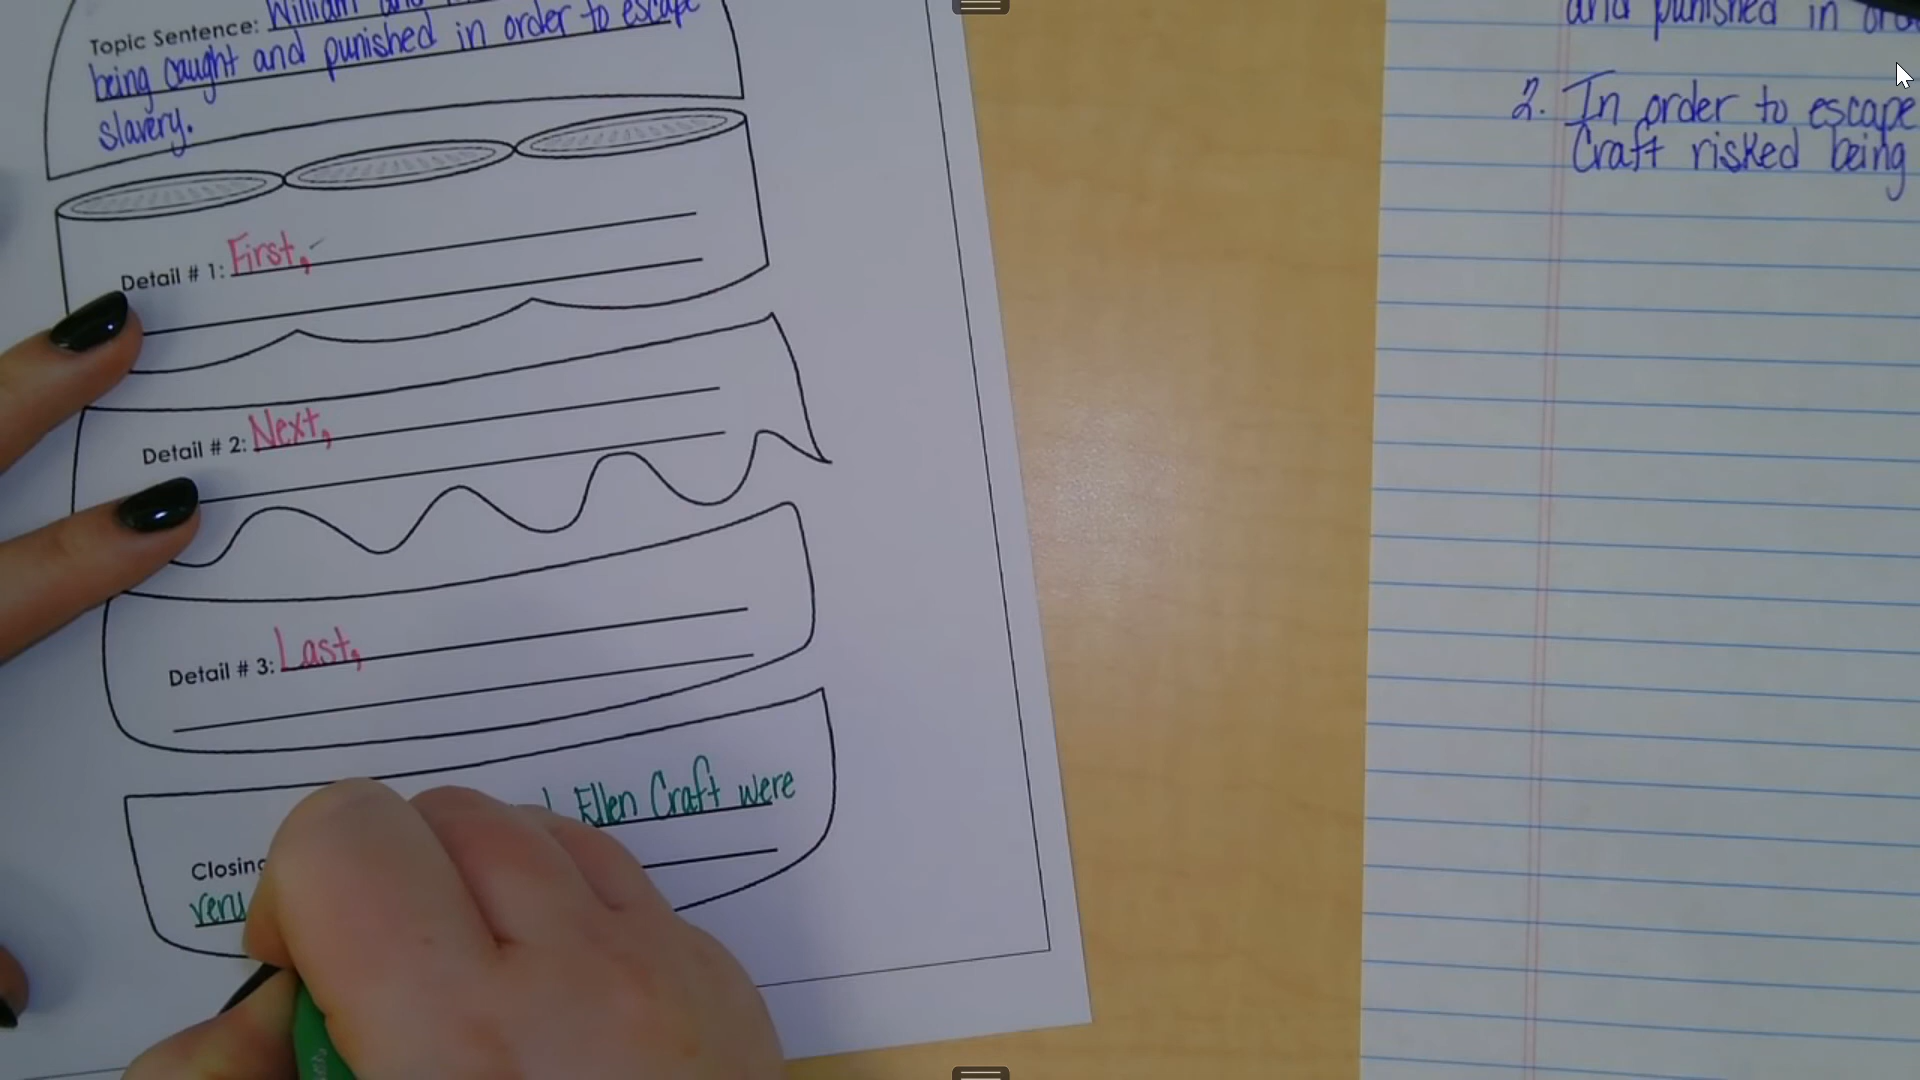 Topic Sentence: William and
being caught and punished in order to escape
slavery.
Detail # 1: First,
Detail # 2: Next,
Detail # 3: Last,
Ellen Craft were
Closing
very
and punished in
2. In order to escape
Craft risked being